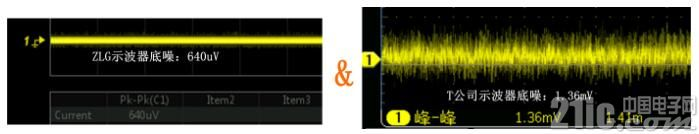 1
ZLG示波器底噪：640uV
Pk-Pk(C1) Item2 Item3
Current 640uV
&
1
T公司示波器底噪：1.36mV
1 峰-峰 1.36mV 1.41m
中国电子网
21ic.com